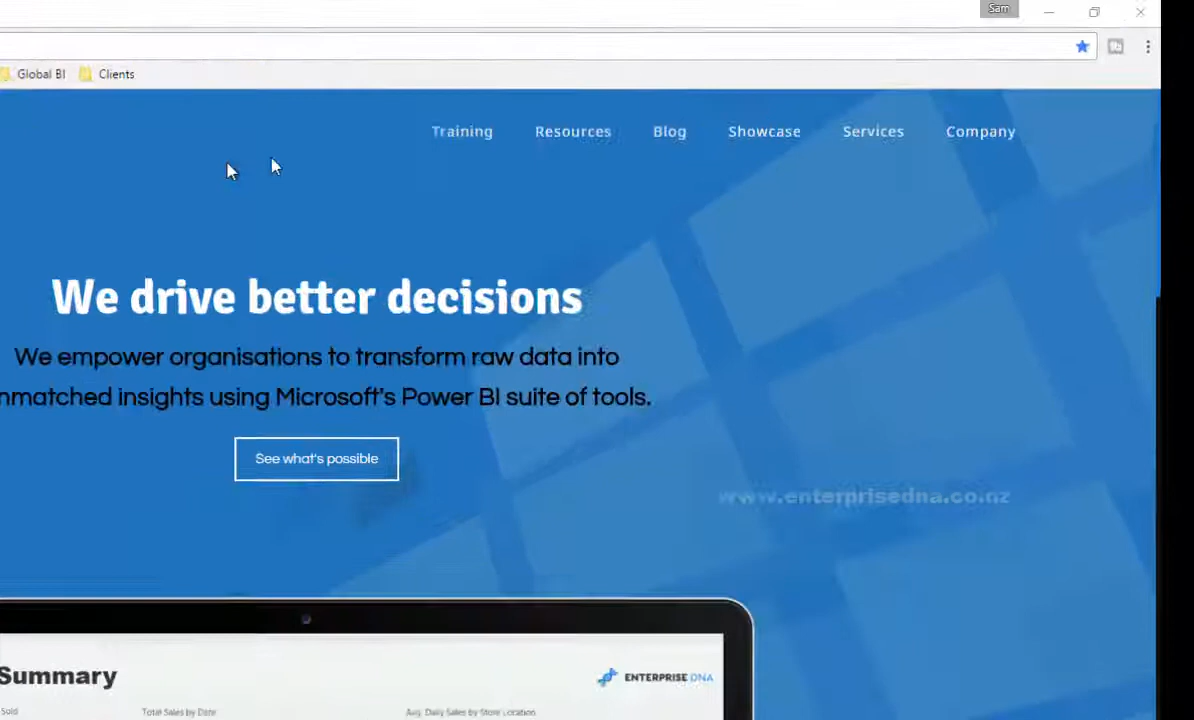 Sam
Global BI
Clients
Training
Resources
Blog
Showcase
Services
Company
We drive better decisions
We empower organisations to transform raw data into
nmatched insights using Microsoft's Power BI suite of tools.
See what's possible
www.enterprisedna.co.nz
Summary
ENTERPRISE DNA
Sold
Total Sales by Date
Avg. Daily Sales by Store Location